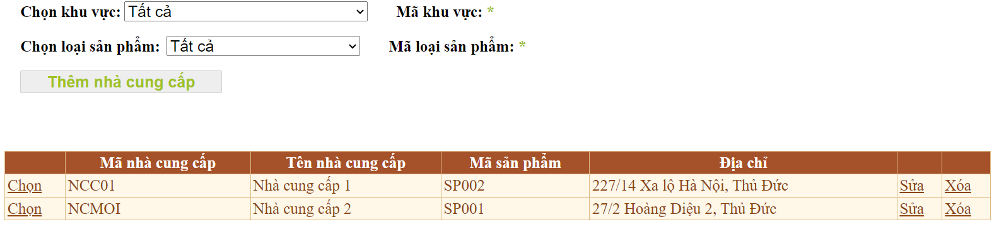 Chọn khu vực: Tất cả Mã khu vực: *
Chọn loại sản phẩm: Tất cả Mã loại sản phẩm: *
Thêm nhà cung cấp
Mã nhà cung cấp Tên nhà cung cấp Mã sản phẩm Địa chỉ
Chọn NCC01 Nhà cung cấp 1 SP002 227/14 Xa lộ Hà Nội, Thủ Đức Sửa Xóa
Chọn NCMOI Nhà cung cấp 2 SP001 27/2 Hoàng Diệu 2, Thủ Đức Sửa Xóa